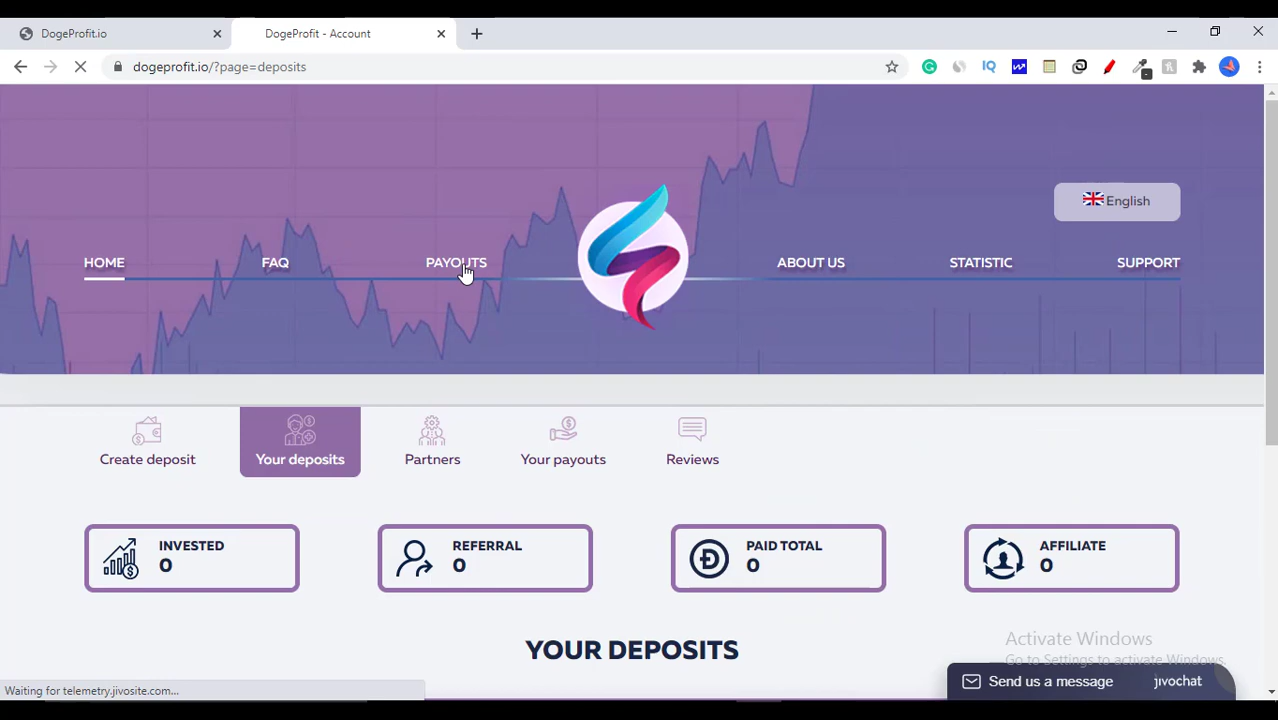 DogeProfit.io
DogeProfit - Account
dogeprofit.io/?page=deposits
English
HOME
FAQ
PAYOUTS
ABOUT US
STATISTIC
SUPPORT
Create deposit
Your deposits
Partners
Your payouts
Reviews
INVESTED
0
REFERRAL
0
PAID TOTAL
0
AFFILIATE
0
YOUR DEPOSITS
Activate Windows
Go to Settings to activate Windows.
Send us a message
jivochat
Waiting for telemetry.jivosite.com...